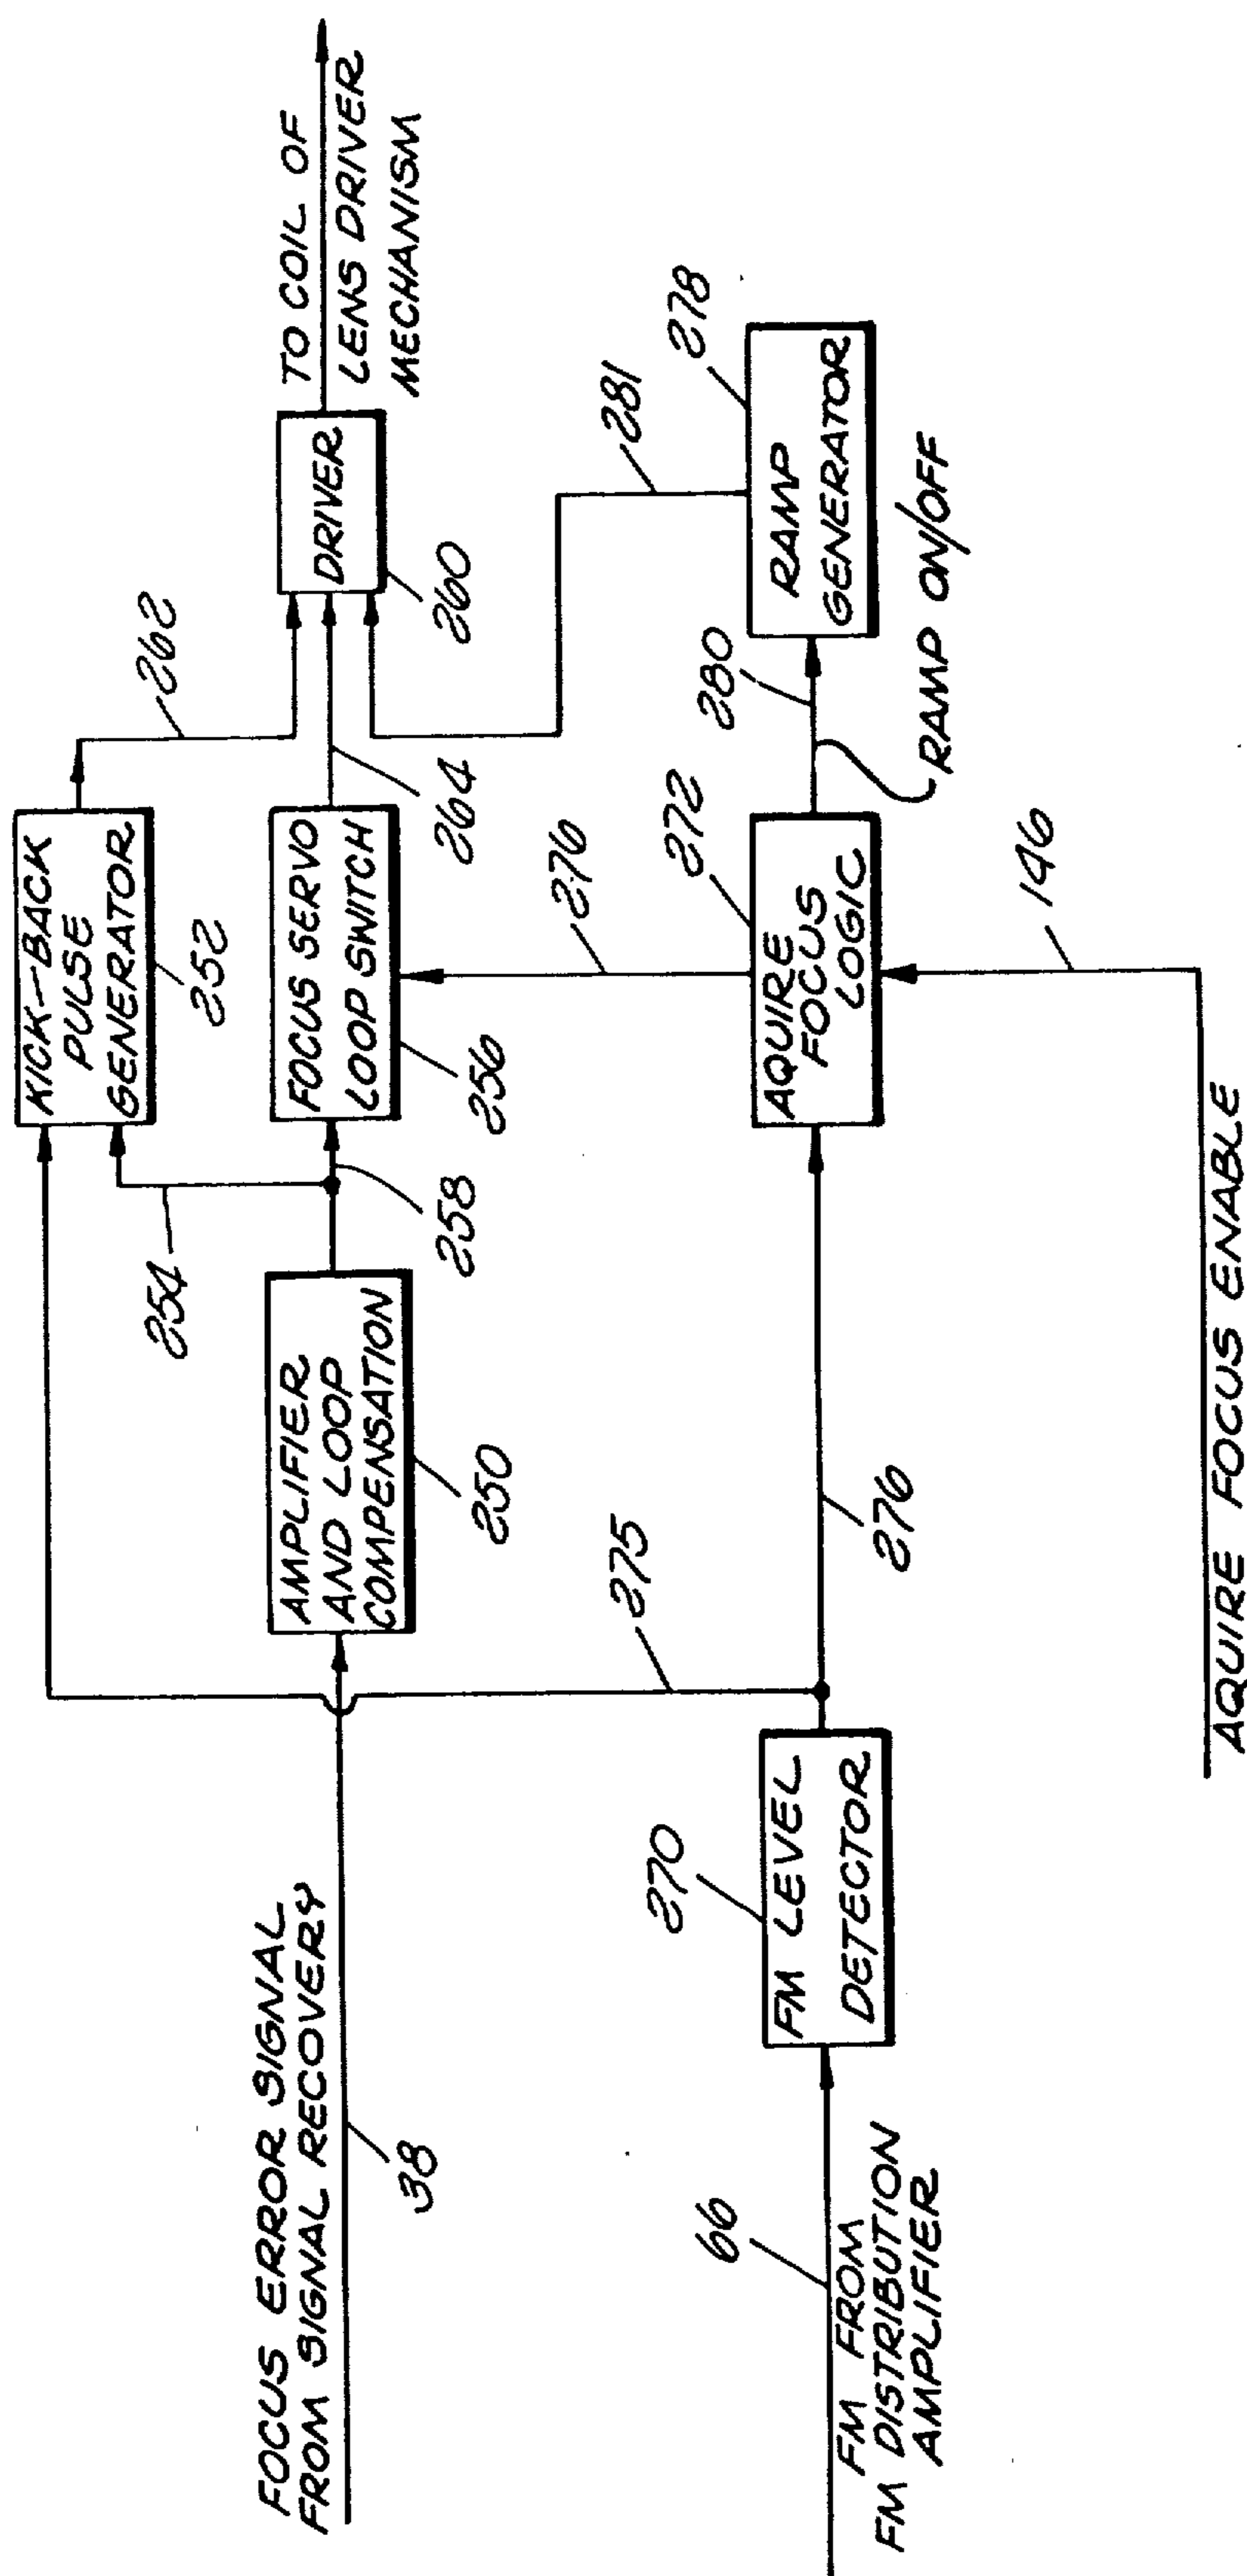 KICK-BACK
PULSE
GENERATOR
252
262
254
FOCUS ERROR SIGNAL
FROM SIGNAL RECOVERY
38
AMPLIFIER
AND LOOP
COMPENSATION
250
258
FOCUS SERVO
LOOP SWITCH
256
264
DRIVER
260
TO COIL OF
LENS DRIVER
MECHANISM
275
276
281
FM FROM
FM DISTRIBUTION
AMPLIFIER
66
FM LEVEL
DETECTOR
270
276
AQUIRE
FOCUS
LOGIC
272
280
RAMP ON/OFF
RAMP
GENERATOR
278
146
AQUIRE FOCUS ENABLE